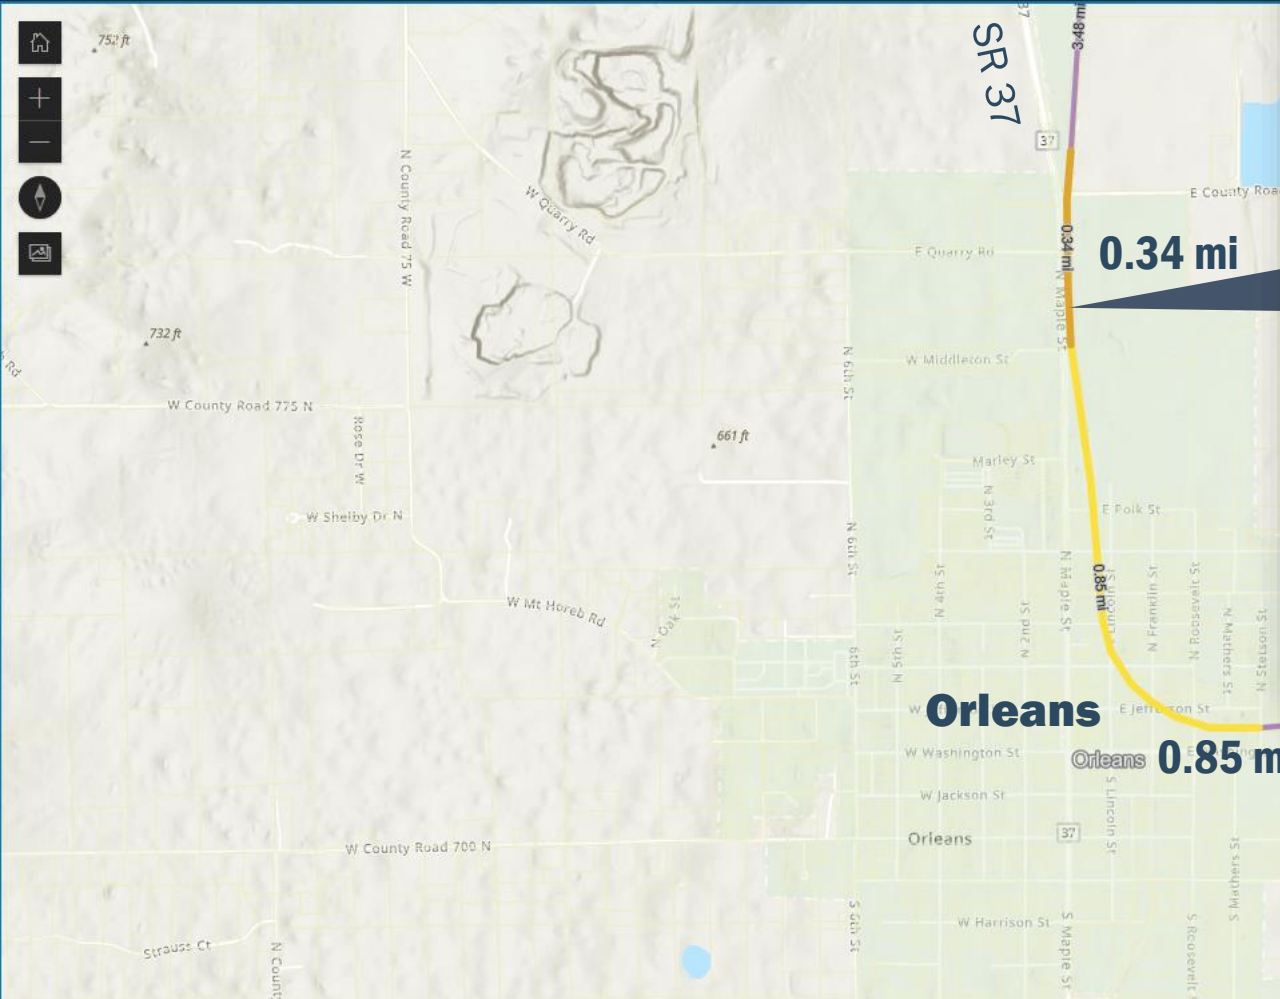 752 ft
37
3.48 mi
SR 37
37
N County Road 75 W
W Quarry Rd
E County Roa
0.34 mi
0.34 mi
E Quarry Rd
N Maple St
732 ft
Rd
W Middleton St
N 6th St
W County Road 775 N
Rose Dr W
661 ft
Marley St
N 3rd St
E Polk St
W Shelby Dr N
N 6th St
N Maple St
0.85 mi
Lincoln St
N 4th St
N Franklin St
N Roosevelt St
W Mt Horeb Rd
N Oak St
N 2nd St
N 5th St
6th St
N Mathers St
N Stetson St
W
Orleans
E Jefferson St
W Washington St
Orleans
0.85 m
W Jackson St
S Lincoln St
Orleans
37
W County Road 700 N
S Mathers St
Strauss Ct
N County
S 6th St
W Harrison St
S Maple St
S Roosevelt